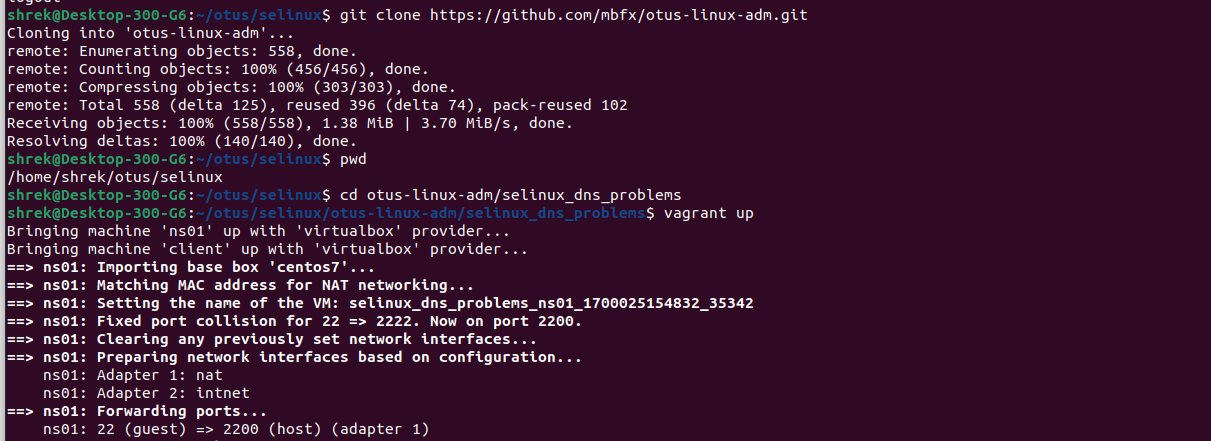 logout
shrek@Desktop-300-G6:~/otus/selinux$ git clone https://github.com/mbfx/otus-linux-adm.git
Cloning into 'otus-linux-adm'...
remote: Enumerating objects: 558, done.
remote: Counting objects: 100% (456/456), done.
remote: Compressing objects: 100% (303/303), done.
remote: Total 558 (delta 125), reused 396 (delta 74), pack-reused 102
Receiving objects: 100% (558/558), 1.38 MiB | 3.70 MiB/s, done.
Resolving deltas: 100% (140/140), done.
shrek@Desktop-300-G6:~/otus/selinux$ pwd
/home/shrek/otus/selinux
shrek@Desktop-300-G6:~/otus/selinux$ cd otus-linux-adm/selinux_dns_problems
shrek@Desktop-300-G6:~/otus/selinux/otus-linux-adm/selinux_dns_problems$ vagrant up
Bringing machine 'ns01' up with 'virtualbox' provider...
Bringing machine 'client' up with 'virtualbox' provider...
==> ns01: Importing base box 'centos7'...
==> ns01: Matching MAC address for NAT networking...
==> ns01: Setting the name of the VM: selinux_dns_problems_ns01_1700025154832_35342
==> ns01: Fixed port collision for 22 => 2222. Now on port 2200.
==> ns01: Clearing any previously set network interfaces...
==> ns01: Preparing network interfaces based on configuration...
    ns01: Adapter 1: nat
    ns01: Adapter 2: intnet
==> ns01: Forwarding ports...
    ns01: 22 (guest) => 2200 (host) (adapter 1)